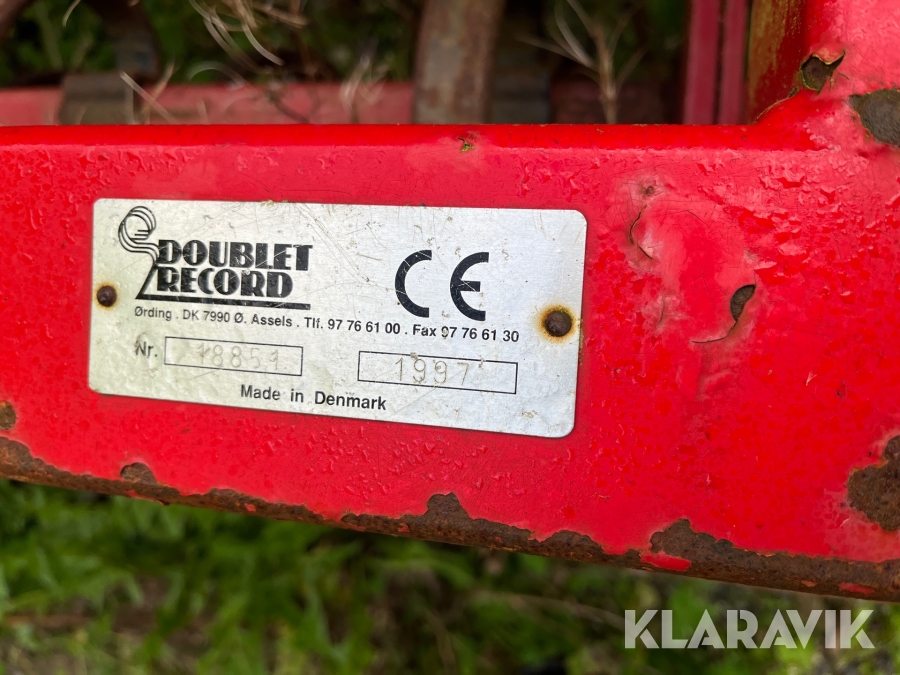 DOUBLET
RECORD
CE
Ørding . DK 7990 Ø. Assels . Tlf. 97 76 61 00 . Fax 97 76 61 30
Nr. 1997
Made in Denmark
KLARAVIK